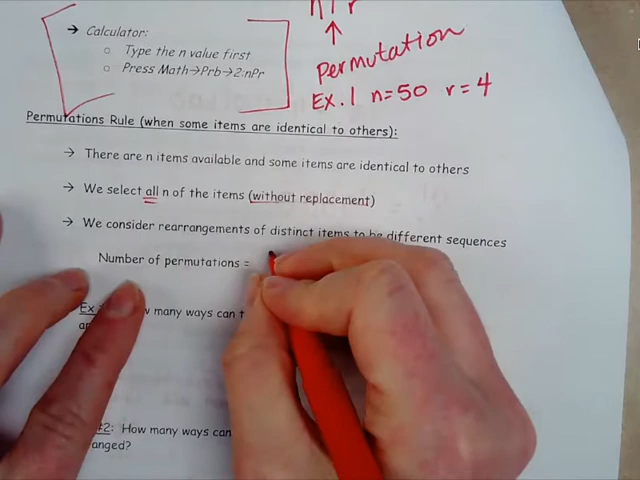 nPr
→ Calculator:
○ Type the n value first
○ Press Math→Prb→2:nPr
Permutation
Ex. 1 n=50 r=4
Permutations Rule (when some items are identical to others):
→ There are n items available and some items are identical to others
→ We select all n of the items (without replacement)
→ We consider rearrangements of distinct items to be different sequences
Number of permutations =
Ex many ways can
#2: How many ways can
anged?